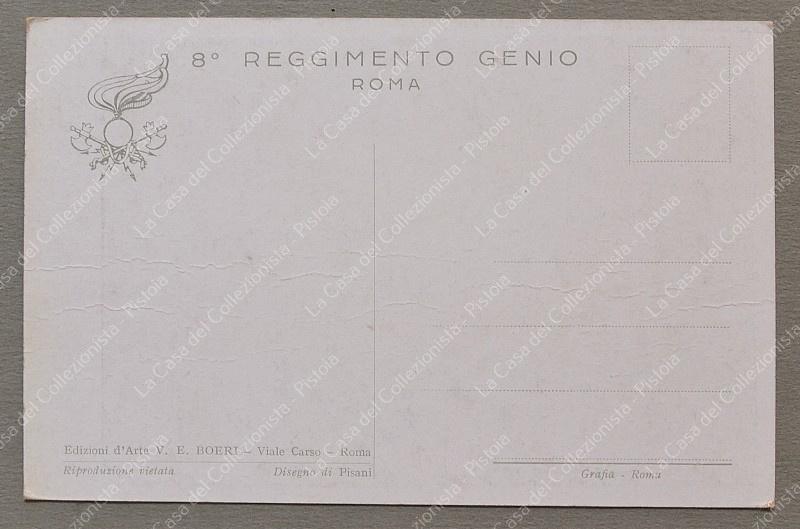 8º REGGIMENTO GENIO
ROMA
Edizioni d'Arte V. E. BOERI - Viale Carso - Roma
Riproduzione vietata Disegno di Pisani
Grafia - Roma
La Casa del Collezionista - Pistoia